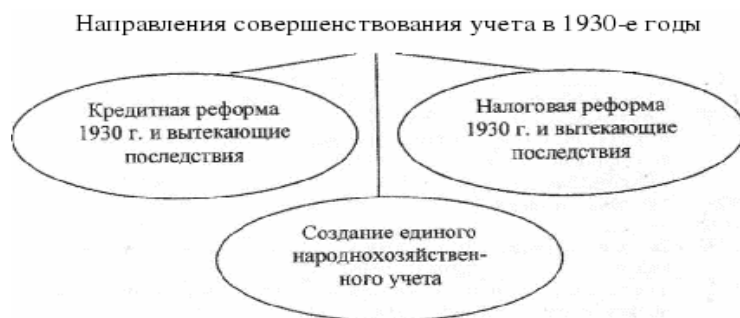 Направления совершенствования учета в 1930-е годы
Кредитная реформа
1930 г. и вытекающие
последствия
Налоговая реформа
1930 г. и вытекающие
последствия
Создание единого
народнохозяйствен-
ного учета